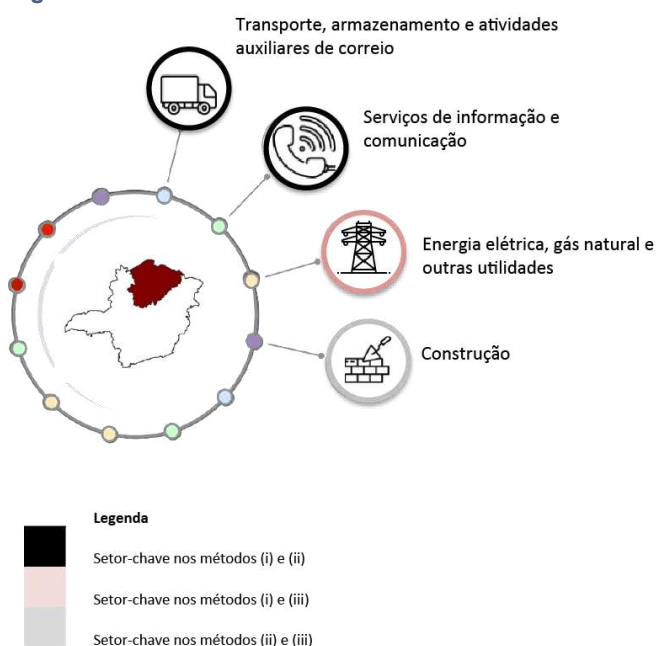 Transporte, armazenamento e atividades
auxiliares de correio
Serviços de informação e
comunicação
Energia elétrica, gás natural e
outras utilidades
Construção
Legenda
Setor-chave nos métodos (i) e (ii)
Setor-chave nos métodos (i) e (iii)
Setor-chave nos métodos (ii) e (iii)